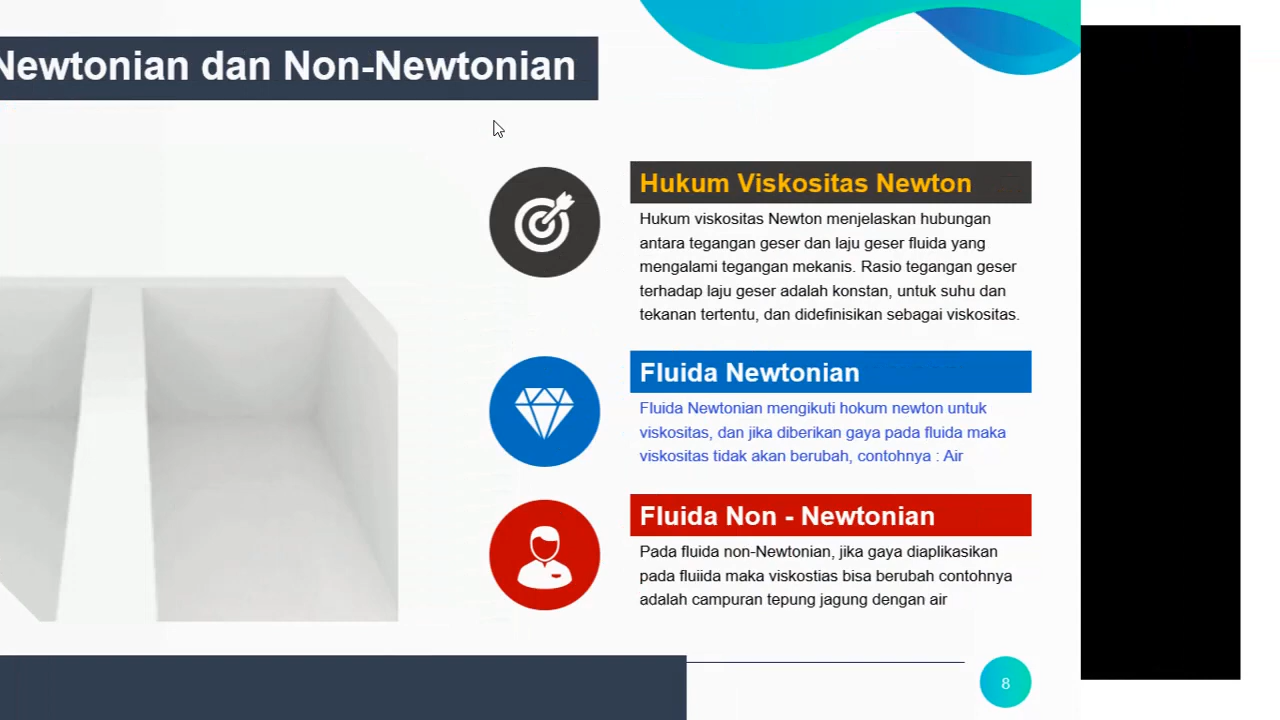 Newtonian dan Non-Newtonian
Hukum Viskositas Newton
Hukum viskositas Newton menjelaskan hubungan
antara tegangan geser dan laju geser fluida yang
mengalami tegangan mekanis. Rasio tegangan geser
terhadap laju geser adalah konstan, untuk suhu dan
tekanan tertentu, dan didefinisikan sebagai viskositas.
Fluida Newtonian
Fluida Newtonian mengikuti hokum newton untuk
viskositas, dan jika diberikan gaya pada fluida maka
viskositas tidak akan berubah, contohnya : Air
Fluida Non - Newtonian
Pada fluida non-Newtonian, jika gaya diaplikasikan
pada fluiida maka viskostias bisa berubah contohnya
adalah campuran tepung jagung dengan air
8